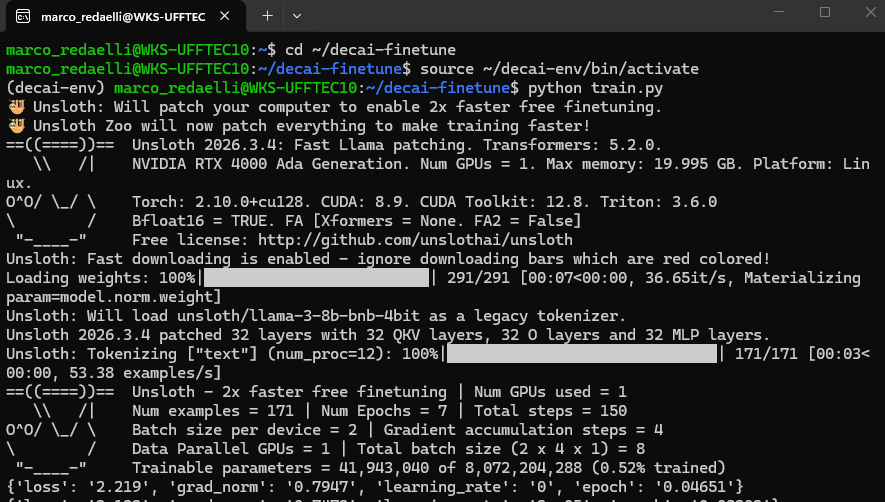 marco_redaelli@WKS-UFFTEC
marco_redaelli@WKS-UFFTEC10:~$ cd ~/decai-finetune
marco_redaelli@WKS-UFFTEC10:~/decai-finetune$ source ~/decai-env/bin/activate
(decai-env) marco_redaelli@WKS-UFFTEC10:~/decai-finetune$ python train.py
🦥 Unsloth: Will patch your computer to enable 2x faster free finetuning.
🦥 Unsloth Zoo will now patch everything to make training faster!
==((====))==  Unsloth 2026.3.4: Fast Llama patching. Transformers: 5.2.0.
   \\   /|    NVIDIA RTX 4000 Ada Generation. Num GPUs = 1. Max memory: 19.995 GB. Platform: Lin
ux.
O^O/ \_/ \    Torch: 2.10.0+cu128. CUDA: 8.9. CUDA Toolkit: 12.8. Triton: 3.6.0
\        /    Bfloat16 = TRUE. FA [Xformers = None. FA2 = False]
 "-____-"     Free license: http://github.com/unslothai/unsloth
Unsloth: Fast downloading is enabled - ignore downloading bars which are red colored!
Loading weights: 100%|                    | 291/291 [00:07<00:00, 36.65it/s, Materializing
param=model.norm.weight]
Unsloth: Will load unsloth/llama-3-8b-bnb-4bit as a legacy tokenizer.
Unsloth 2026.3.4 patched 32 layers with 32 QKV layers, 32 O layers and 32 MLP layers.
Unsloth: Tokenizing ["text"] (num_proc=12): 100%|                    | 171/171 [00:03<
00:00, 53.38 examples/s]
==((====))==  Unsloth - 2x faster free finetuning | Num GPUs used = 1
   \\   /|    Num examples = 171 | Num Epochs = 7 | Total steps = 150
O^O/ \_/ \    Batch size per device = 2 | Gradient accumulation steps = 4
\        /    Data Parallel GPUs = 1 | Total batch size (2 x 4 x 1) = 8
 "-____-"     Trainable parameters = 41,943,040 of 8,072,204,288 (0.52% trained)
{'loss': '2.219', 'grad_norm': '0.7947', 'learning_rate': '0', 'epoch': '0.04651'}